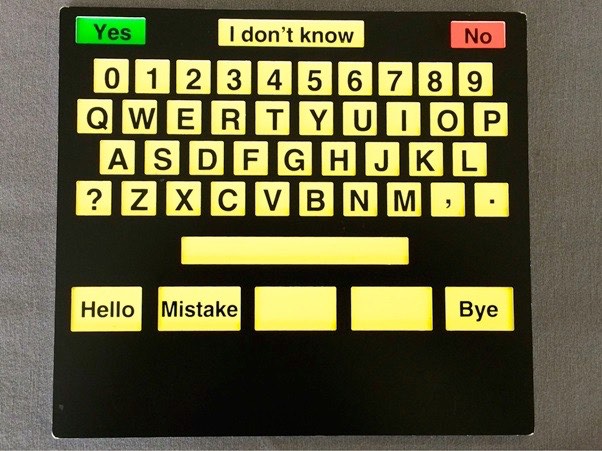 Yes I don't know No
0 1 2 3 4 5 6 7 8 9
Q W E R T Y U I O P
A S D F G H J K L
? Z X C V B N M , .
Hello Mistake Bye